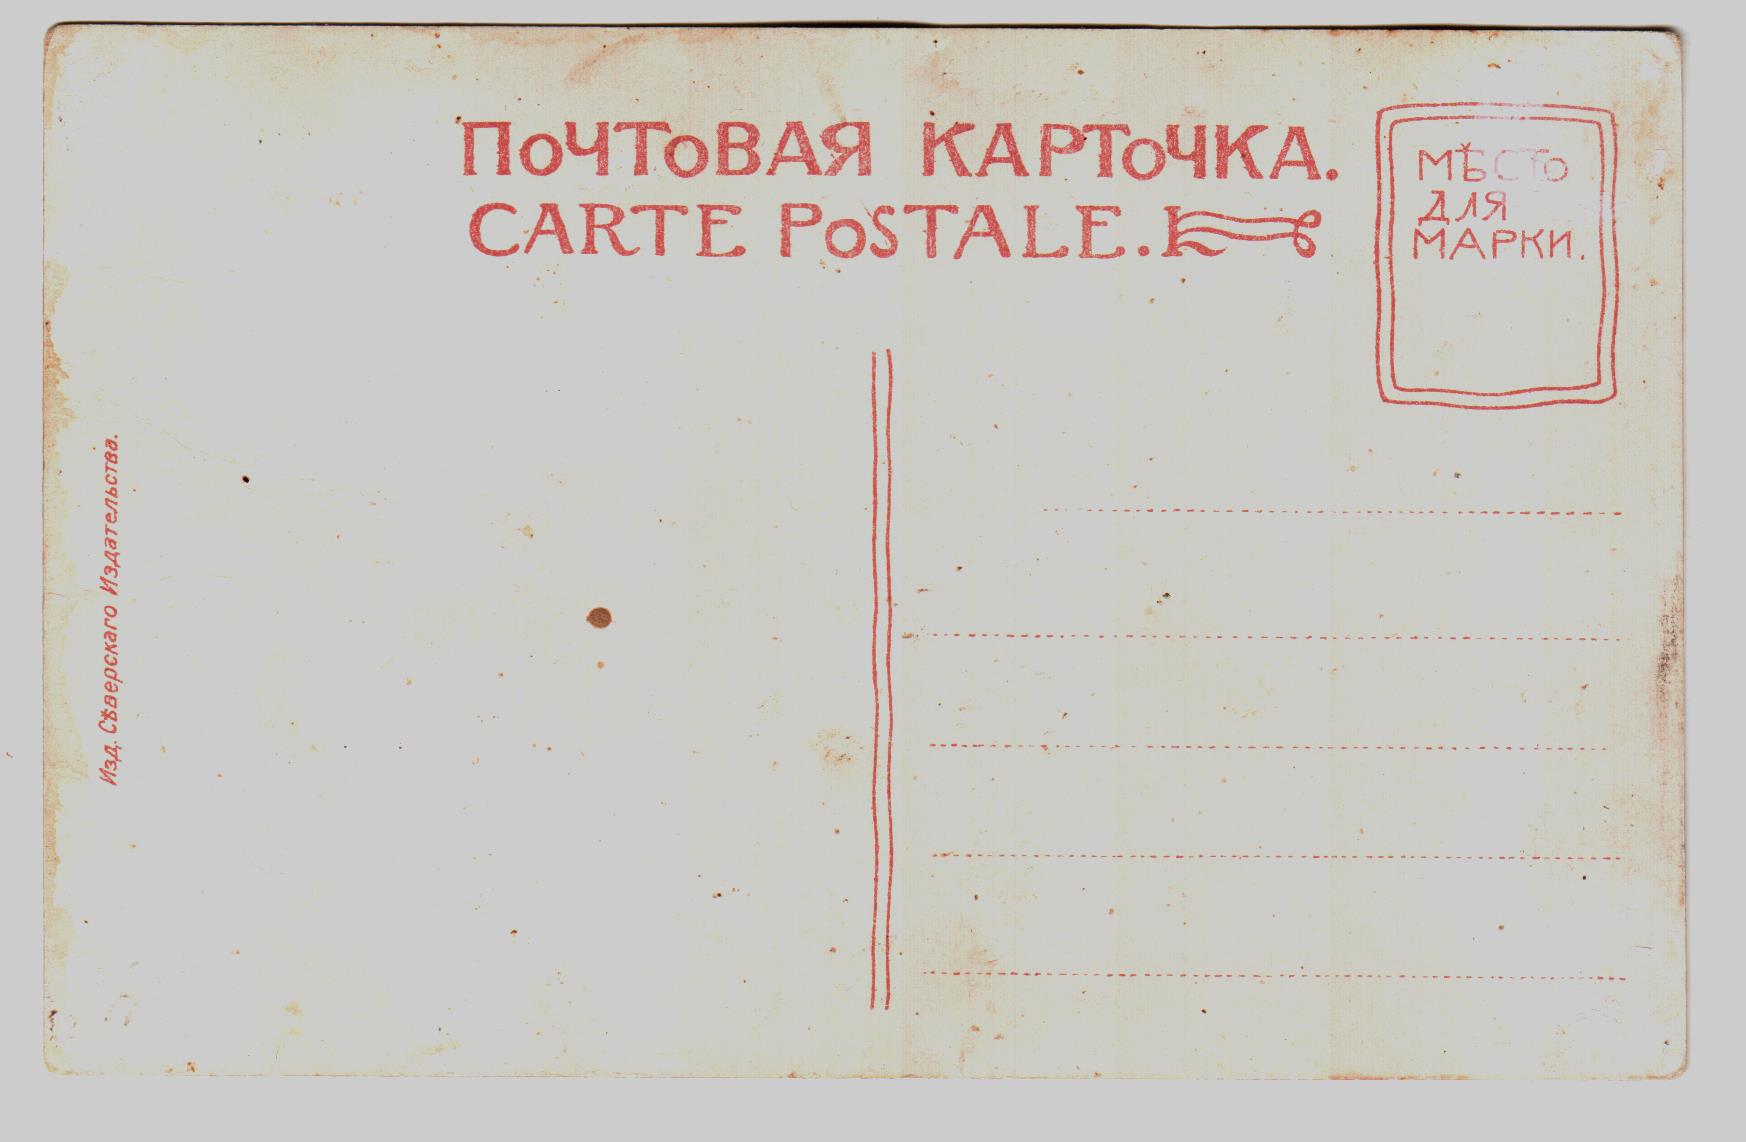 ПОЧТОВАЯ КАРТОЧКА.
CARTE POSTALE.
МѢСТО
ДЛЯ
МАРКИ.
Изд. Сѣверскаго Издательства.